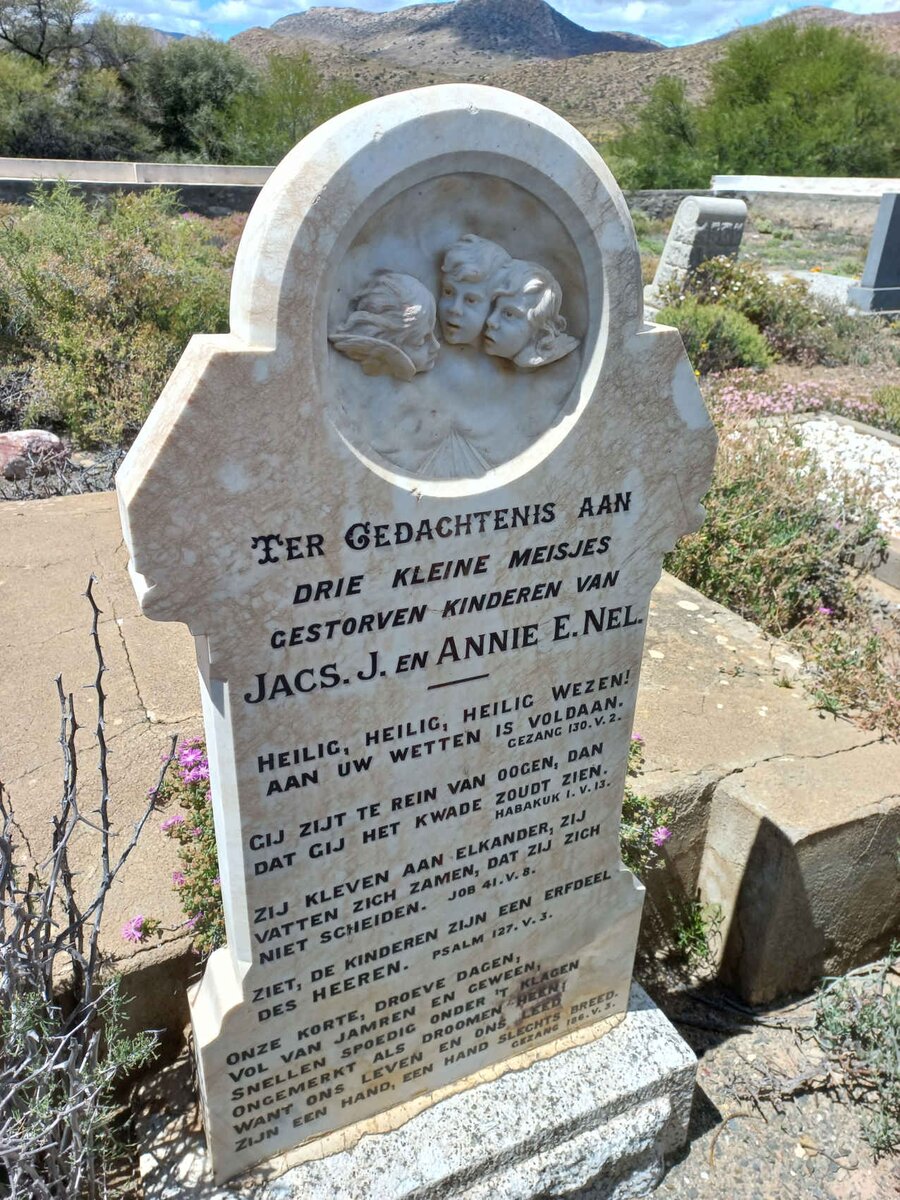 TER GEDACHTENIS AAN
DRIE KLEINE MEISJES
GESTORVEN KINDEREN VAN
JACS. J. EN ANNIE E. NEL.
HEILIG, HEILIG, HEILIG WEZEN!
AAN UW WETTEN IS VOLDAAN.
GEZANG 130. V. 2.
GIJ ZIJT TE REIN VAN OOGEN, DAN
DAT GIJ HET KWADE ZOUDT ZIEN.
HABAKUK I. V. 13.
ZIJ KLEVEN AAN ELKANDER, ZIJ
VATTEN ZICH ZAMEN, DAT ZIJ ZICH
NIET SCHEIDEN. JOB 41. V. 8.
ZIET, DE KINDEREN ZIJN EEN ERFDEEL
DES HEEREN. PSALM 127. V. 3.
ONZE KORTE, DROEVE DAGEN,
VOL VAN JAMREN EN GEWEEN,
SNELLEN SPOEDIG ONDER 'T KLAGEN
ONGEMERKT ALS DROOMEN HEEN;
WANT ONS LEVEN EN ONS LEED
ZIJN EEN HAND, EEN HAND SLECHTS BREED.
GEZANG 186. V. 3.